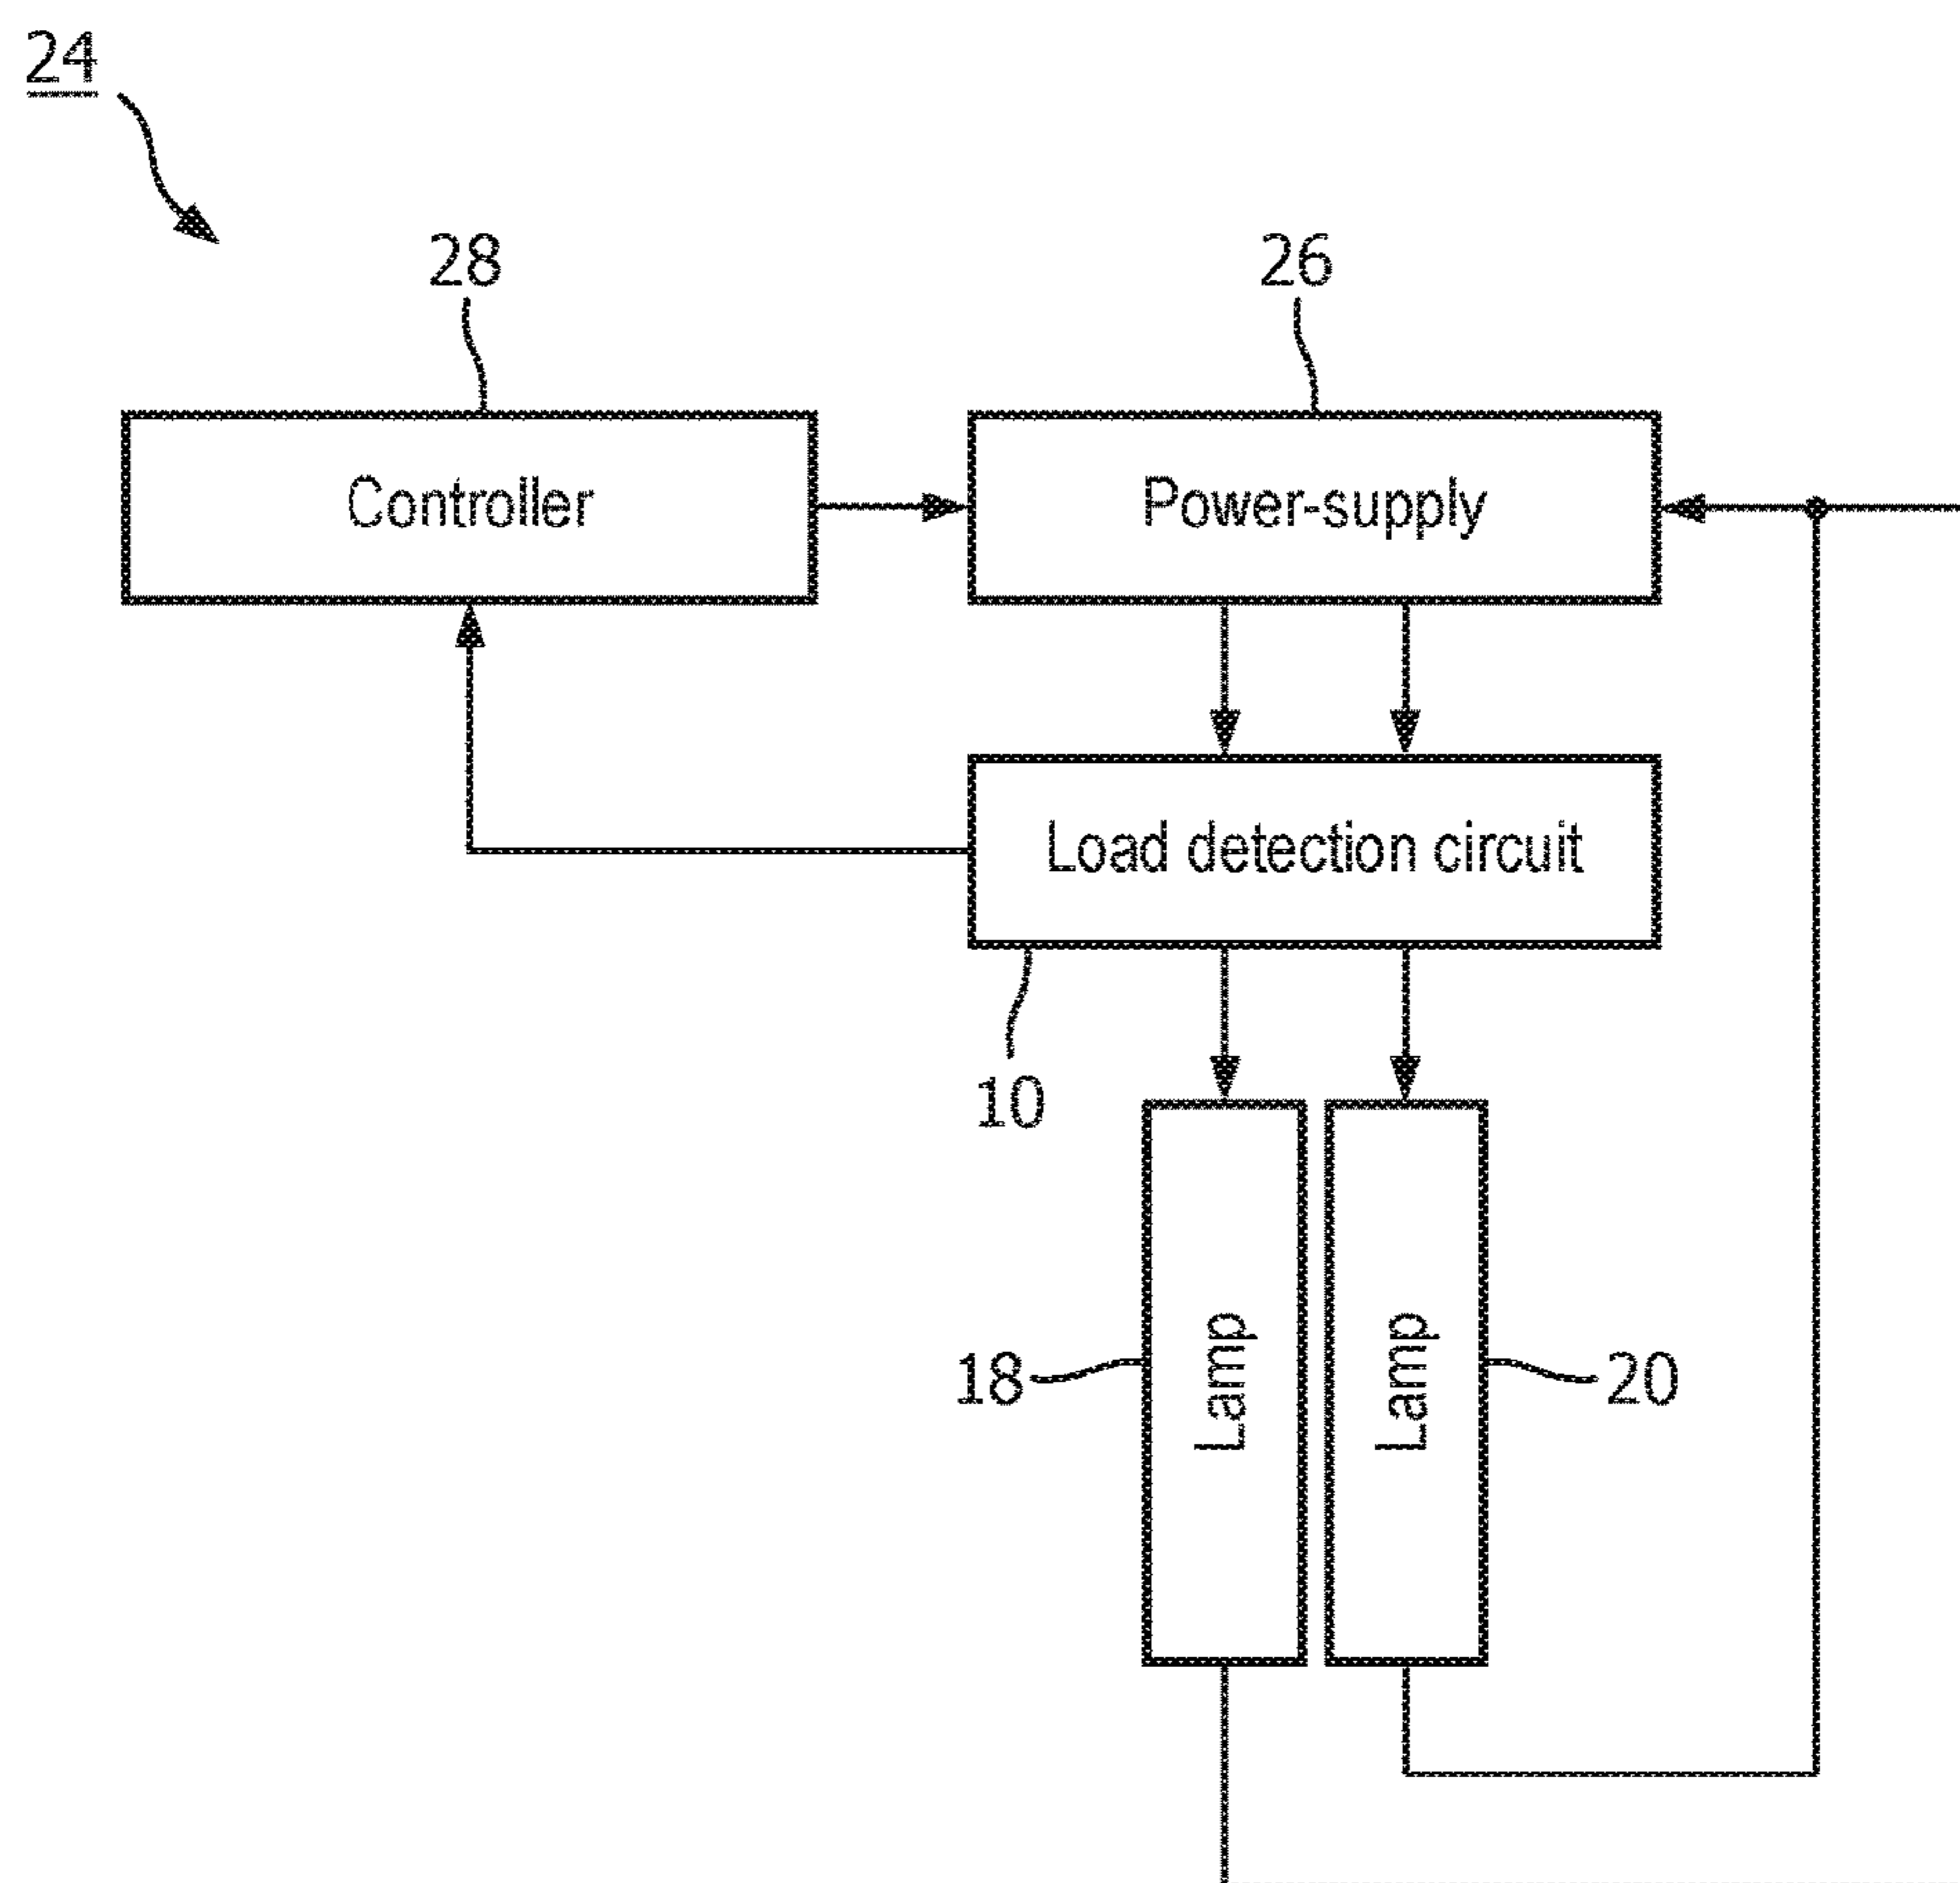 24
28
26
Controller
Power-supply
Load detection circuit
10
18
Lamp
Lamp
20